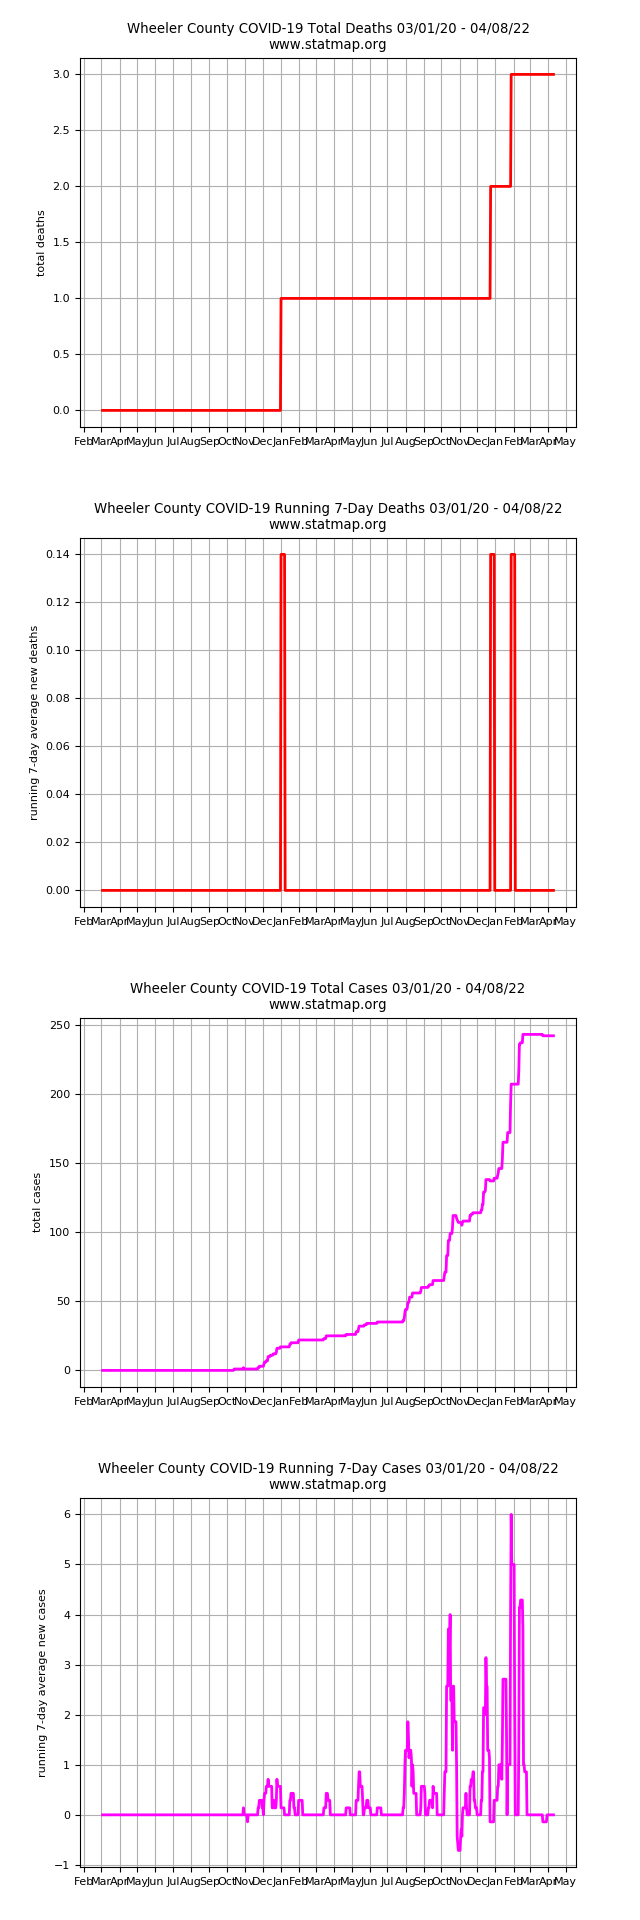 Wheeler County COVID-19 Total Deaths 03/01/20 - 04/08/22
www.statmap.org
3.0
2.5
2.0
1.5
1.0
0.5
0.0
total deaths
Feb Mar Apr May Jun Jul Aug Sep Oct Nov Dec Jan Feb Mar Apr May Jun Jul Aug Sep Oct Nov Dec Jan Feb Mar Apr May
Wheeler County COVID-19 Running 7-Day Deaths 03/01/20 - 04/08/22
www.statmap.org
0.14
0.12
0.10
0.08
0.06
0.04
0.02
0.00
running 7-day average new deaths
Feb Mar Apr May Jun Jul Aug Sep Oct Nov Dec Jan Feb Mar Apr May Jun Jul Aug Sep Oct Nov Dec Jan Feb Mar Apr May
Wheeler County COVID-19 Total Cases 03/01/20 - 04/08/22
www.statmap.org
250
200
150
100
50
0
total cases
Feb Mar Apr May Jun Jul Aug Sep Oct Nov Dec Jan Feb Mar Apr May Jun Jul Aug Sep Oct Nov Dec Jan Feb Mar Apr May
Wheeler County COVID-19 Running 7-Day Cases 03/01/20 - 04/08/22
www.statmap.org
6
5
4
3
2
1
0
−1
running 7-day average new cases
Feb Mar Apr May Jun Jul Aug Sep Oct Nov Dec Jan Feb Mar Apr May Jun Jul Aug Sep Oct Nov Dec Jan Feb Mar Apr May